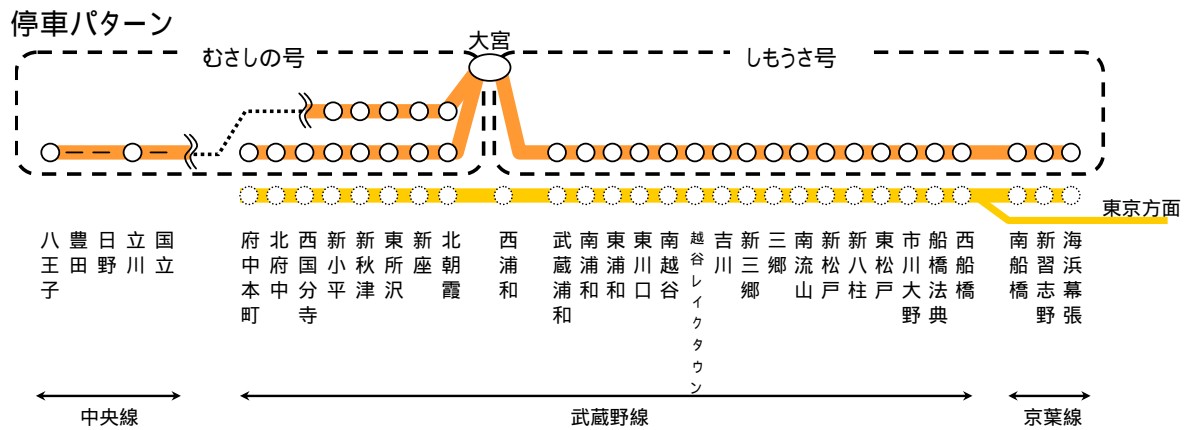 停車パターン
大宮
むさしの号
しもうさ号
東京方面
八王子
豊田
日野
立川
国立
府中本町
北府中
西国分寺
新小平
新秋津
東所沢
新座
北朝霞
西浦和
武蔵浦和
南浦和
東浦和
東川口
南越谷
越谷レイクタウン
吉川
新三郷
三郷
南流山
新松戸
新八柱
東松戸
市川大野
船橋法典
西船橋
南船橋
新習志野
海浜幕張
中央線
武蔵野線
京葉線